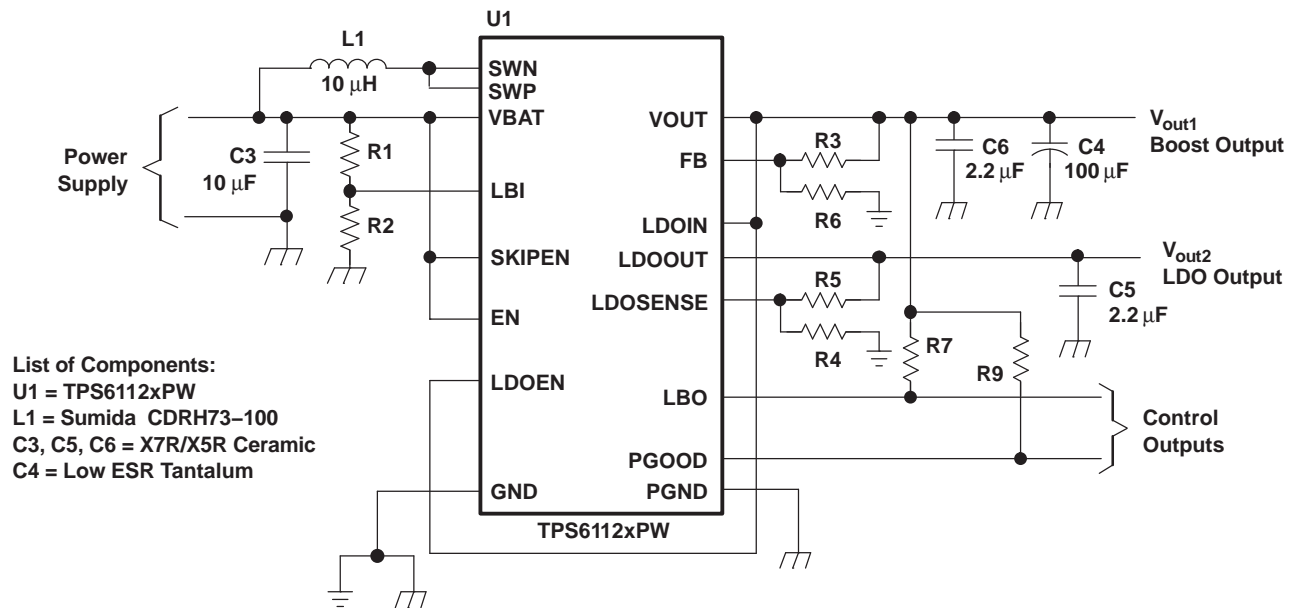 U1
L1
10 µH
SWN
SWP
VBAT
VOUT
Vout1
Boost Output
Power
Supply
C3
10 µF
R1
R2
LBI
SKIPEN
EN
LDOEN
GND
FB
LDOIN
LDOOUT
LDOSENSE
LBO
PGOOD
PGND
R3
R6
R5
R4
C6
2.2 µF
C4
100 µF
Vout2
LDO Output
C5
2.2 µF
R7
R9
Control
Outputs
TPS6112xPW
List of Components:
U1 = TPS6112xPW
L1 = Sumida CDRH73–100
C3, C5, C6 = X7R/X5R Ceramic
C4 = Low ESR Tantalum